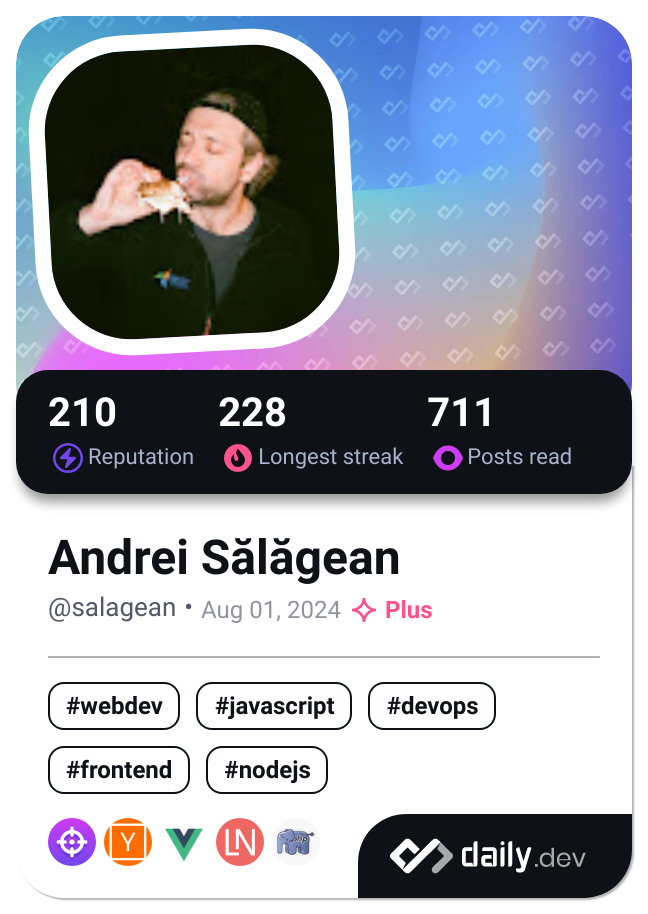 210 228 711
Reputation Longest streak Posts read
Andrei Sălăgean
@salagean • Aug 01, 2024 Plus
#webdev #javascript #devops
#frontend #nodejs
Y LN php daily.dev